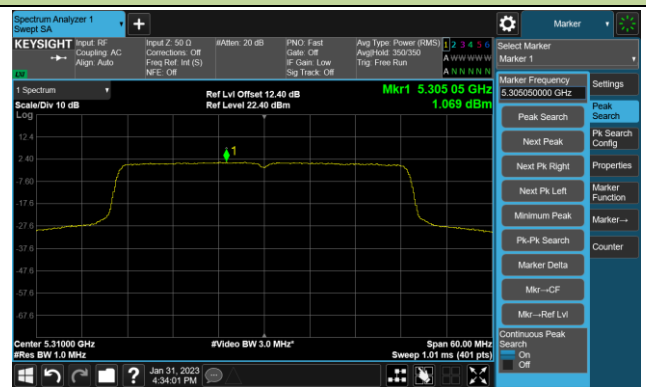 Spectrum Analyzer 1
Swept SA
+
Marker
KEYSIGHT
Input: RF
Coupling: AC
Align: Auto
Input Z: 50 Ω
Corrections: Off
Freq Ref: Int (S)
NFE: Off
#Atten: 20 dB
PNO: Fast
Gate: Off
IF Gain: Low
Sig Track: Off
Avg Type: Power (RMS)
Avg|Hold: 350/350
Trig: Free Run
1 2 3 4 5 6
A W W W W W
A N N N N N
Select Marker
Marker 1
LW
1 Spectrum
Scale/Div 10 dB
Log
Ref Lvl Offset 12.40 dB
Ref Level 22.40 dBm
Mkr1 5.305 05 GHz
1.069 dBm
1
12.4
2.40
-7.60
-17.6
-27.6
-37.6
-47.6
-57.6
-67.6
Center 5.31000 GHz
#Res BW 1.0 MHz
#Video BW 3.0 MHz*
Span 60.00 MHz
Sweep 1.01 ms (401 pts)
Marker Frequency
5.305050000 GHz
Peak Search
Next Peak
Next Pk Right
Next Pk Left
Minimum Peak
Pk-Pk Search
Marker Delta
Mkr→CF
Mkr→Ref Lvl
Continuous Peak
Search
On
Off
Settings
Peak
Search
Pk Search
Config
Properties
Marker
Function
Marker→
Counter
?
Jan 31, 2023
4:34:01 PM